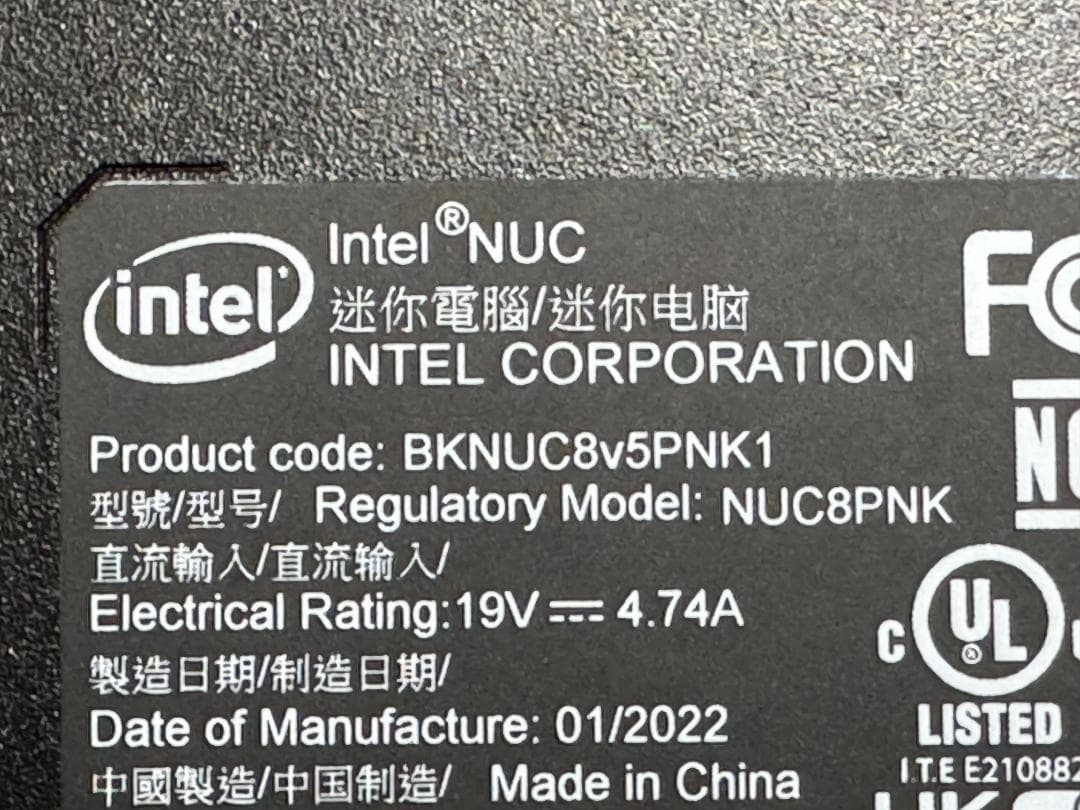 intel
Intel®NUC
迷你電腦/迷你电脑
INTEL CORPORATION
Product code: BKNUC8v5PNK1
型號/型号/ Regulatory Model: NUC8PNK
直流輸入/直流输入/
Electrical Rating:19V⎓4.74A
製造日期/制造日期/
Date of Manufacture: 01/2022
中國製造/中国制造/ Made in China
C UL
LISTED
I.T.E E210882